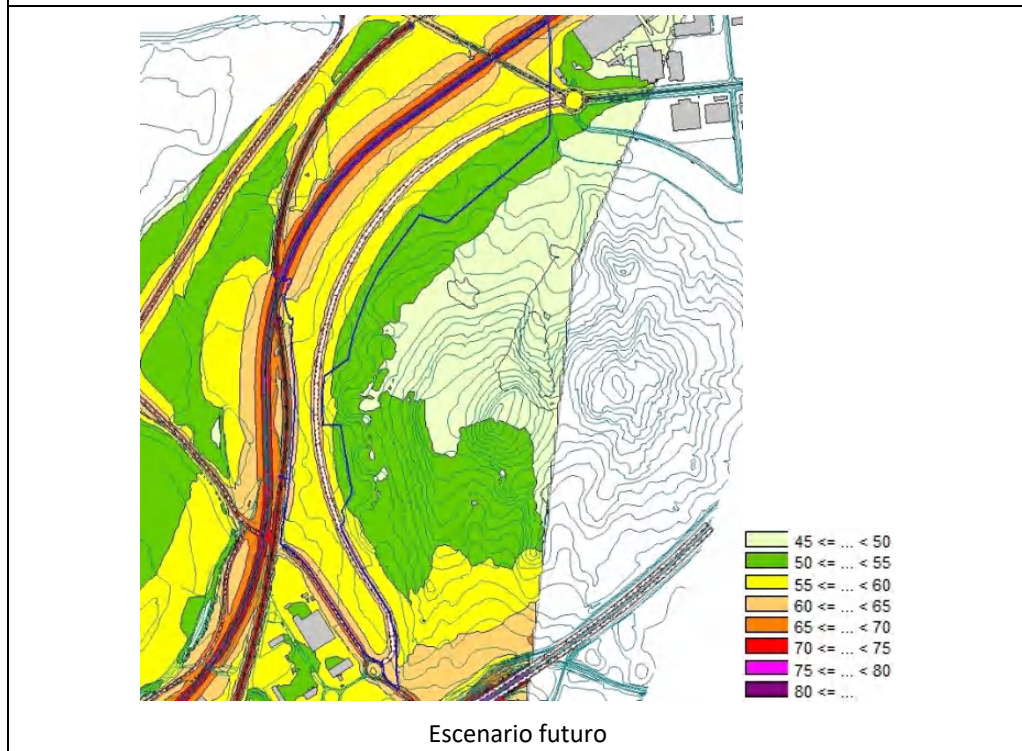 45 <= ... < 50
50 <= ... < 55
55 <= ... < 60
60 <= ... < 65
65 <= ... < 70
70 <= ... < 75
75 <= ... < 80
80 <= ...
Escenario futuro